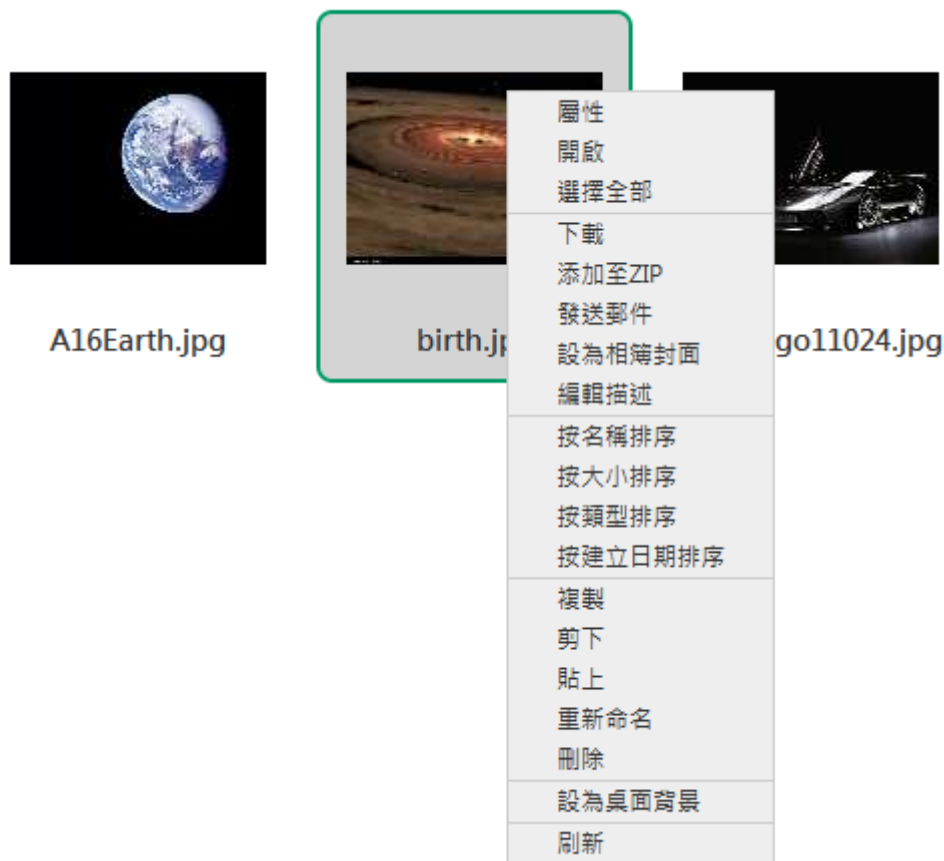 A16Earth.jpg
birth.jp
go11024.jpg
屬性
開啟
選擇全部
下載
添加至ZIP
發送郵件
設為相簿封面
編輯描述
按名稱排序
按大小排序
按類型排序
按建立日期排序
複製
剪下
貼上
重新命名
刪除
設為桌面背景
刷新